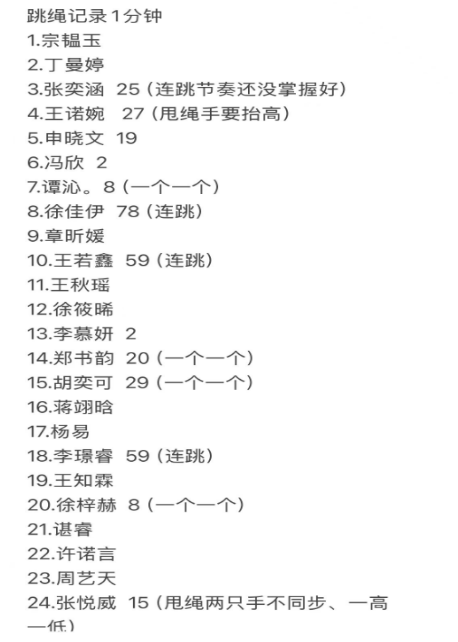 跳绳记录1分钟
1.宗韫玉
2.丁曼婷
3.张奕涵 25（连跳节奏还没掌握好）
4.王诺婉 27（甩绳手要抬高）
5.申晓文 19
6.冯欣 2
7.谭沁。8（一个一个）
8.徐佳伊 78（连跳）
9.章昕媛
10.王若鑫 59（连跳）
11.王秋瑶
12.徐筱晞
13.李慕妍 2
14.郑书韵 20（一个一个）
15.胡奕可 29（一个一个）
16.蒋翊晗
17.杨易
18.李璟睿 59（连跳）
19.王知霖
20.徐梓赫 8（一个一个）
21.谌睿
22.许诺言
23.周艺天
24.张悦威 15（甩绳两只手不同步、一高
一低）